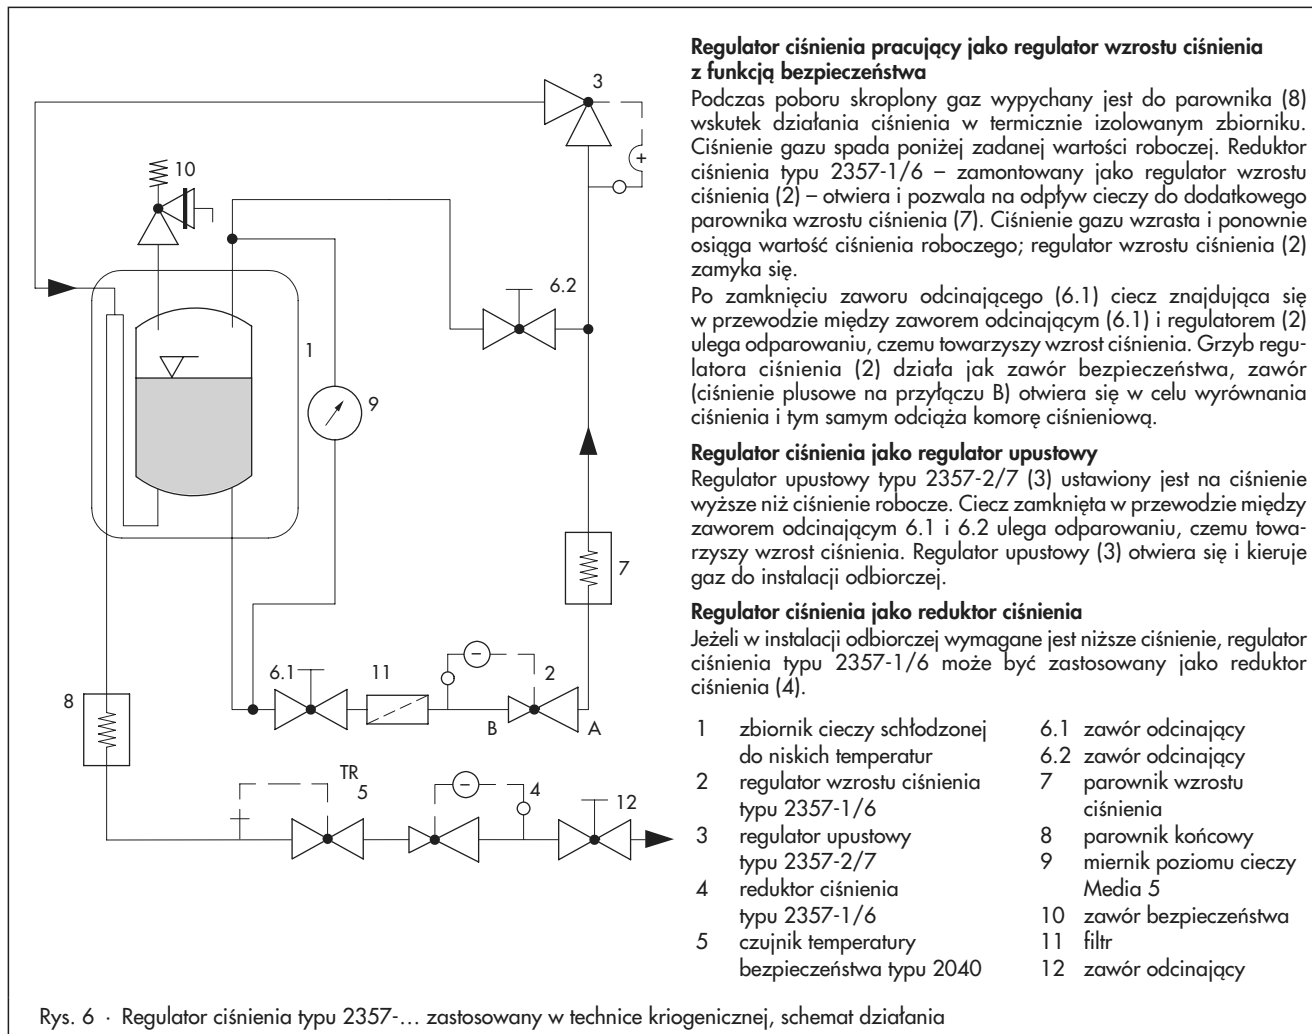 3
+
10
6.2
1
9
7
6.1
11
−
2
B
A
8
TR
5
−
4
12
Regulator ciśnienia pracujący jako regulator wzrostu ciśnienia
z funkcją bezpieczeństwa
Podczas poboru skroplony gaz wypychany jest do parownika (8)
wskutek działania ciśnienia w termicznie izolowanym zbiorniku.
Ciśnienie gazu spada poniżej zadanej wartości roboczej. Reduktor
ciśnienia typu 2357-1/6 – zamontowany jako regulator wzrostu
ciśnienia (2) – otwiera i pozwala na odpływ cieczy do dodatkowego
parownika wzrostu ciśnienia (7). Ciśnienie gazu wzrasta i ponownie
osiąga wartość ciśnienia roboczego; regulator wzrostu ciśnienia (2)
zamyka się.
Po zamknięciu zaworu odcinającego (6.1) ciecz znajdująca się
w przewodzie między zaworem odcinającym (6.1) i regulatorem (2)
ulega odparowaniu, czemu towarzyszy wzrost ciśnienia. Grzyb regu-
latora ciśnienia (2) działa jak zawór bezpieczeństwa, zawór
(ciśnienie plusowe na przyłączu B) otwiera się w celu wyrównania
ciśnienia i tym samym odciąża komorę ciśnieniową.
Regulator ciśnienia jako regulator upustowy
Regulator upustowy typu 2357-2/7 (3) ustawiony jest na ciśnienie
wyższe niż ciśnienie robocze. Ciecz zamknięta w przewodzie między
zaworem odcinającym 6.1 i 6.2 ulega odparowaniu, czemu towa-
rzyszy wzrost ciśnienia. Regulator upustowy (3) otwiera się i kieruje
gaz do instalacji odbiorczej.
Regulator ciśnienia jako reduktor ciśnienia
Jeżeli w instalacji odbiorczej wymagane jest niższe ciśnienie, regulator
ciśnienia typu 2357-1/6 może być zastosowany jako reduktor
ciśnienia (4).
1 zbiornik cieczy schłodzonej
do niskich temperatur
2 regulator wzrostu ciśnienia
typu 2357-1/6
3 regulator upustowy
typu 2357-2/7
4 reduktor ciśnienia
typu 2357-1/6
5 czujnik temperatury
bezpieczeństwa typu 2040
6.1 zawór odcinający
6.2 zawór odcinający
7 parownik wzrostu
ciśnienia
8 parownik końcowy
9 miernik poziomu cieczy
Media 5
10 zawór bezpieczeństwa
11 filtr
12 zawór odcinający
Rys. 6 · Regulator ciśnienia typu 2357-… zastosowany w technice kriogenicznej, schemat działania